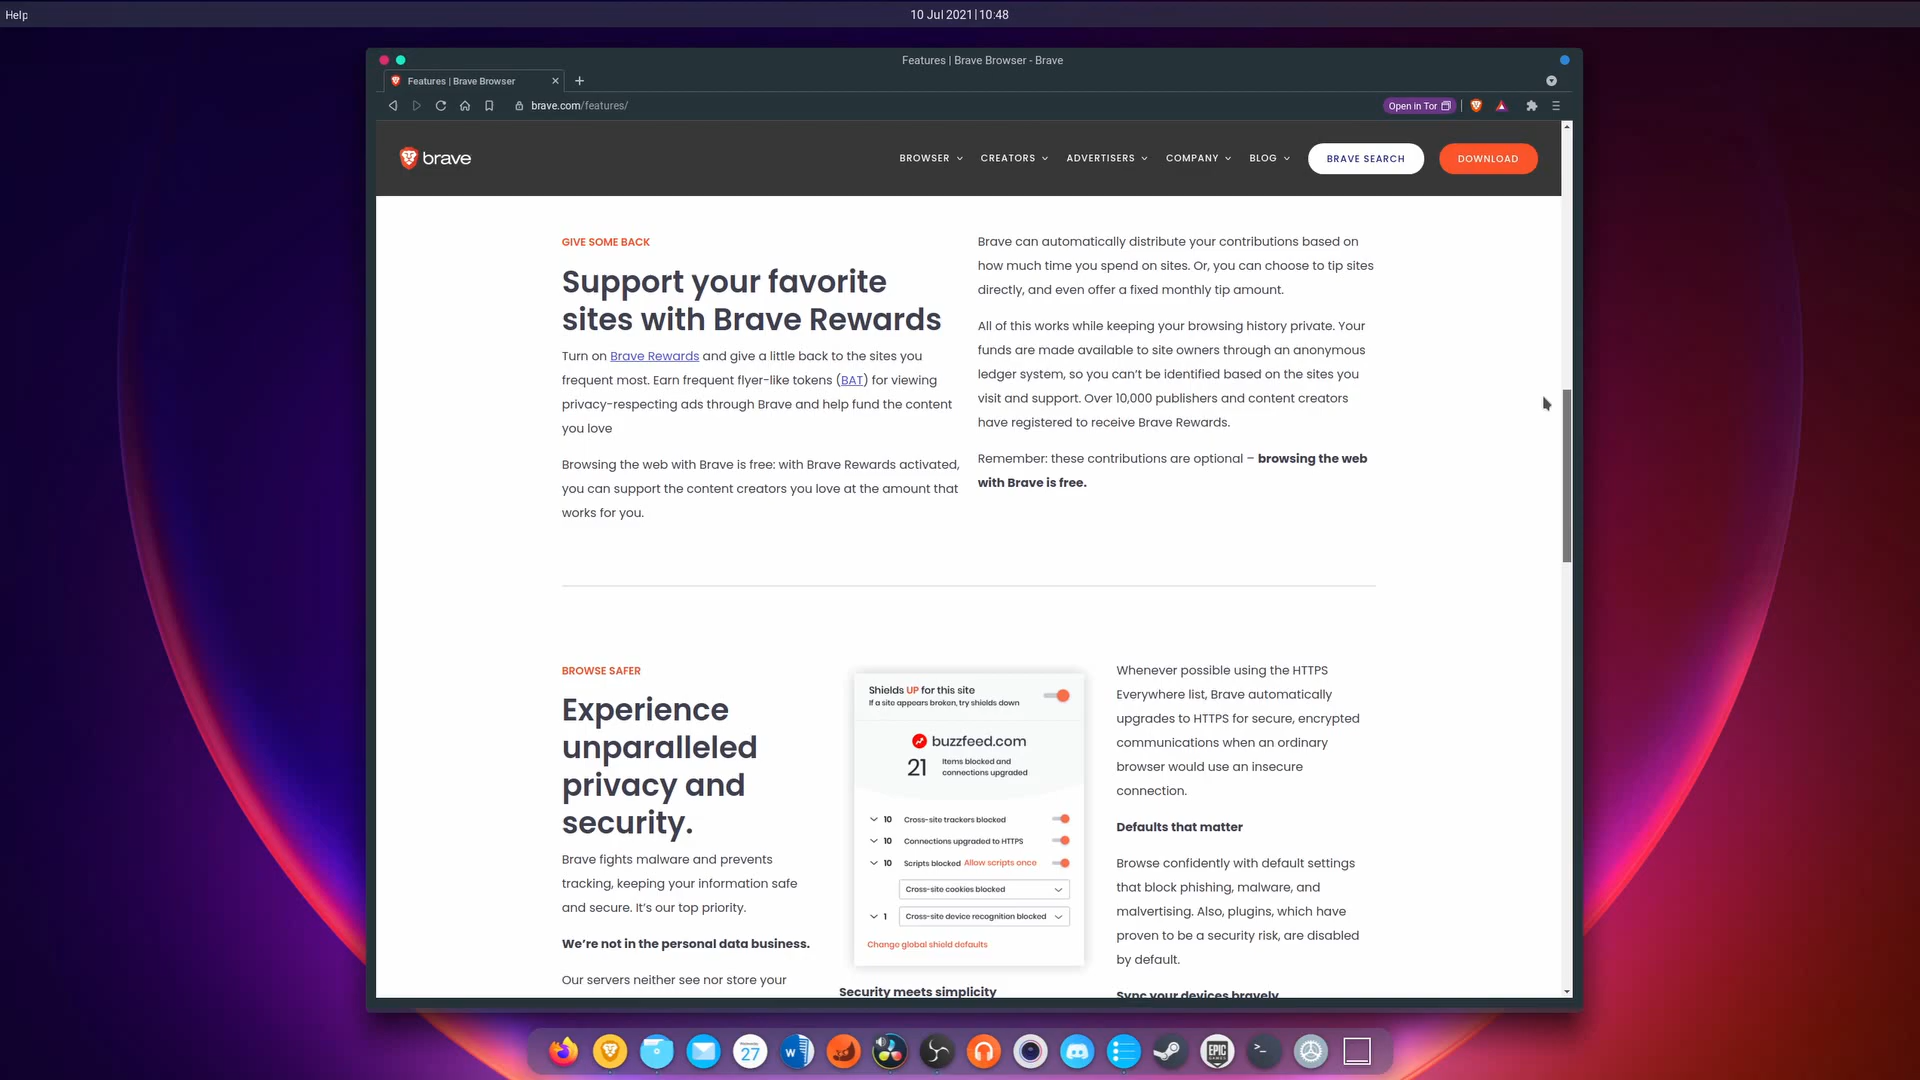 Help
10 Jul 2021 | 10:48
Features | Brave Browser - Brave
Features | Brave Browser
brave.com/features/
Open in Tor
brave
BROWSER
CREATORS
ADVERTISERS
COMPANY
BLOG
BRAVE SEARCH
DOWNLOAD
GIVE SOME BACK
Support your favorite
sites with Brave Rewards
Turn on Brave Rewards and give a little back to the sites you
frequent most. Earn frequent flyer-like tokens (BAT) for viewing
privacy-respecting ads through Brave and help fund the content
you love
Browsing the web with Brave is free: with Brave Rewards activated,
you can support the content creators you love at the amount that
works for you.
Brave can automatically distribute your contributions based on
how much time you spend on sites. Or, you can choose to tip sites
directly, and even offer a fixed monthly tip amount.
All of this works while keeping your browsing history private. Your
funds are made available to site owners through an anonymous
ledger system, so you can’t be identified based on the sites you
visit and support. Over 10,000 publishers and content creators
have registered to receive Brave Rewards.
Remember: these contributions are optional – browsing the web
with Brave is free.
BROWSE SAFER
Experience
unparalleled
privacy and
security.
Brave fights malware and prevents
tracking, keeping your information safe
and secure. It’s our top priority.
We’re not in the personal data business.
Our servers neither see nor store your
Shields UP for this site
If a site appears broken, try shields down
buzzfeed.com
21
Items blocked and
connections upgraded
10 Cross-site trackers blocked
10 Connections upgraded to HTTPS
10 Scripts blocked Allow scripts once
Cross-site cookies blocked
1 Cross-site device recognition blocked
Change global shield defaults
Security meets simplicity
Whenever possible using the HTTPS
Everywhere list, Brave automatically
upgrades to HTTPS for secure, encrypted
communications when an ordinary
browser would use an insecure
connection.
Defaults that matter
Browse confidently with default settings
that block phishing, malware, and
malvertising. Also, plugins, which have
proven to be a security risk, are disabled
by default.
Sync your devices bravely
27
W
EPIC
GAMES